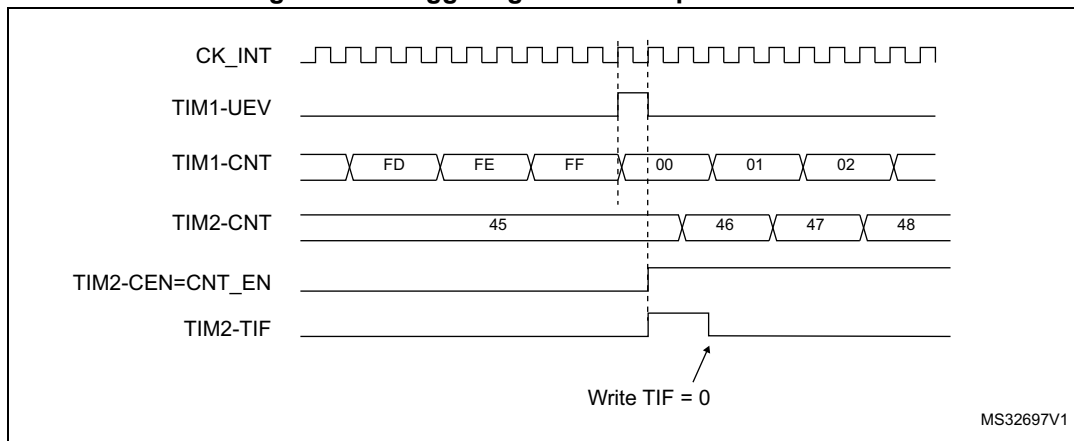 CK_INT
TIM1-UEV
TIM1-CNT FD FE FF 00 01 02
TIM2-CNT 45 46 47 48
TIM2-CEN=CNT_EN
TIM2-TIF
Write TIF = 0
MS32697V1